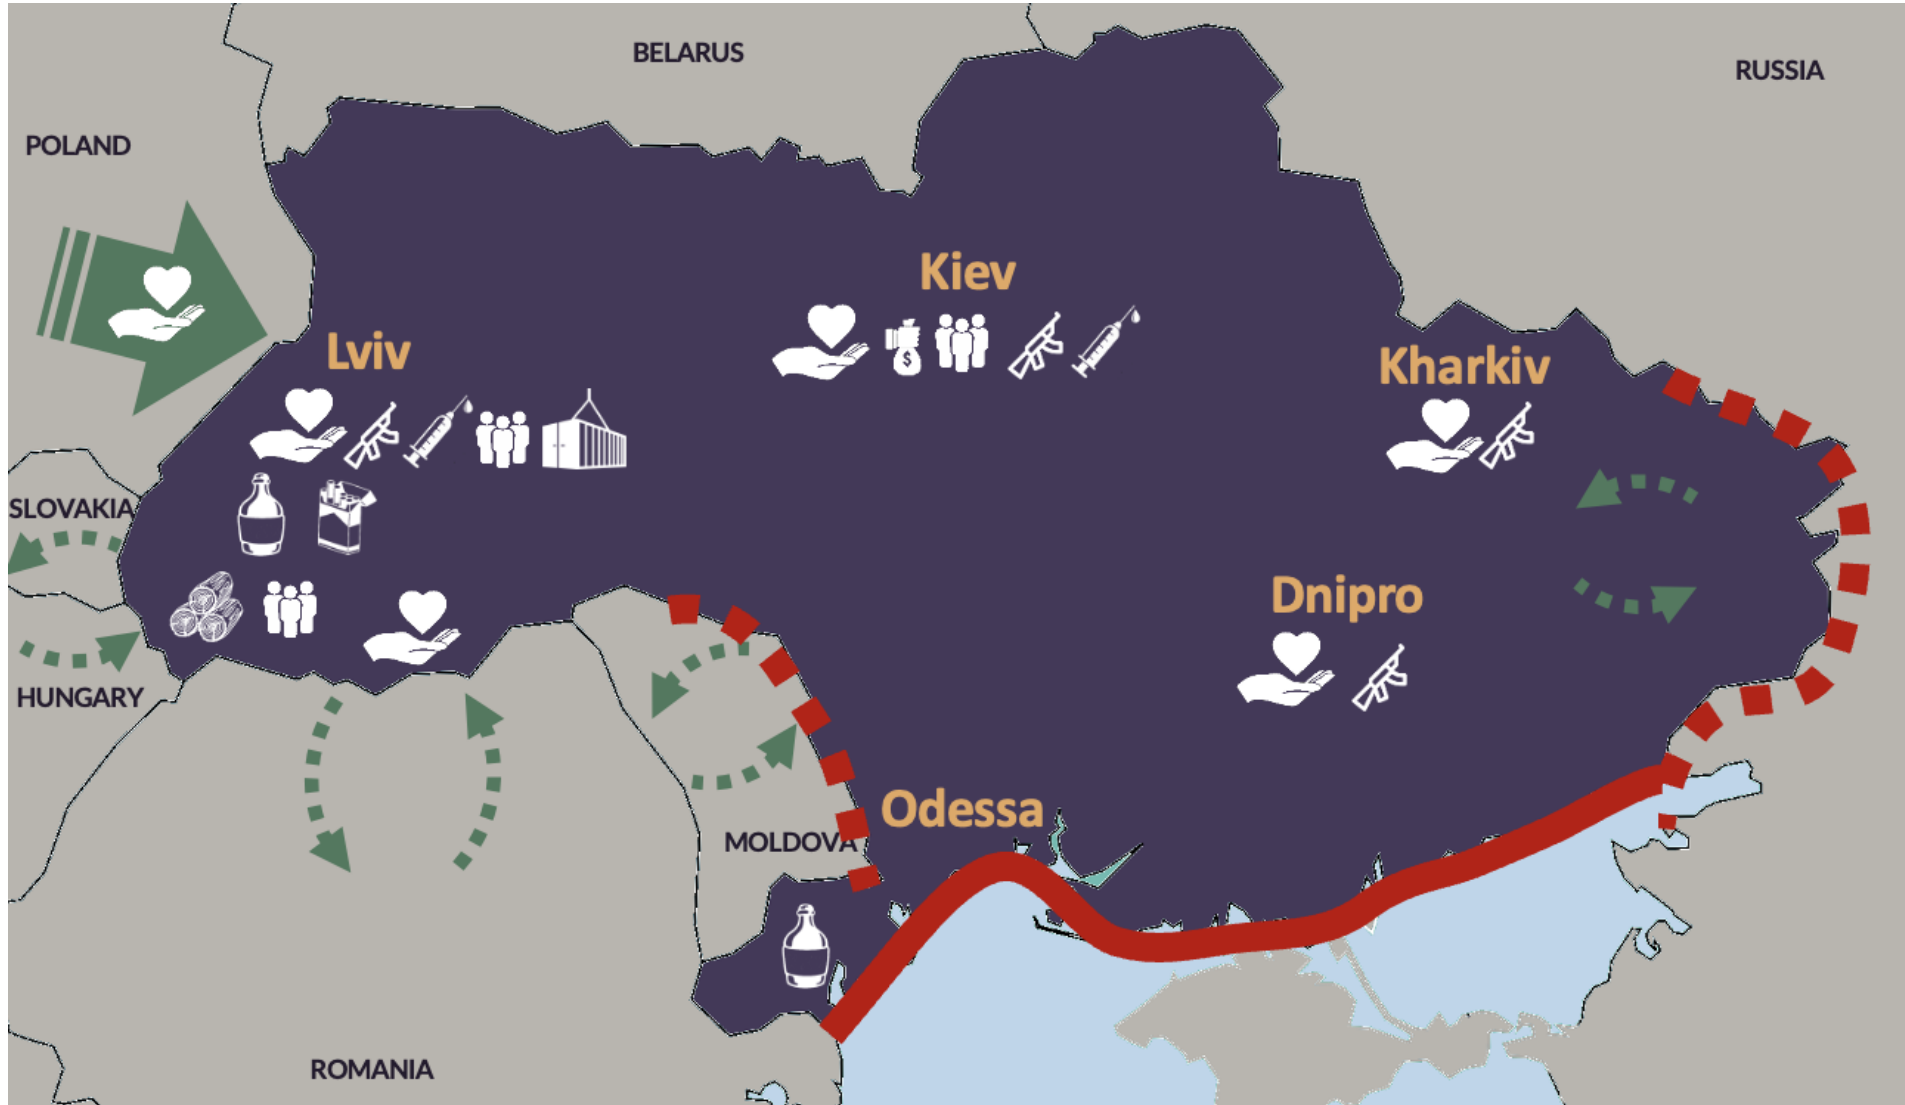 BELARUS
RUSSIA
POLAND
Kiev
Lviv
$
Kharkiv
SLOVAKIA
Dnipro
HUNGARY
Odessa
MOLDOVA
ROMANIA